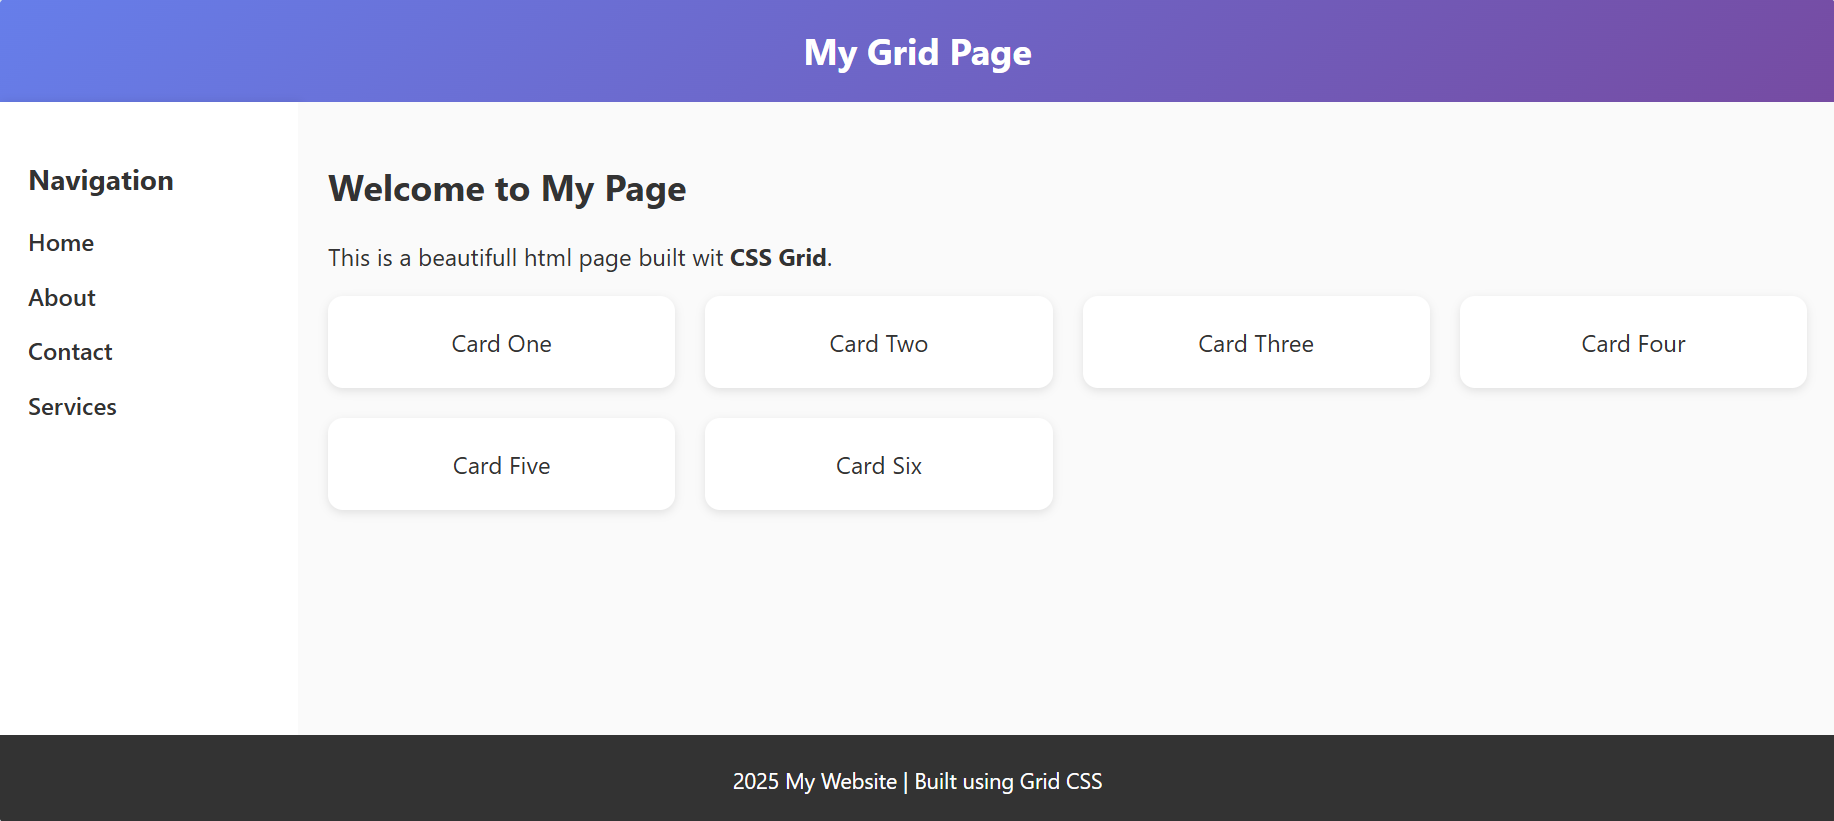 My Grid Page
Navigation
Home
About
Contact
Services
Welcome to My Page
This is a beautifull html page built wit CSS Grid.
Card One
Card Two
Card Three
Card Four
Card Five
Card Six
2025 My Website | Built using Grid CSS